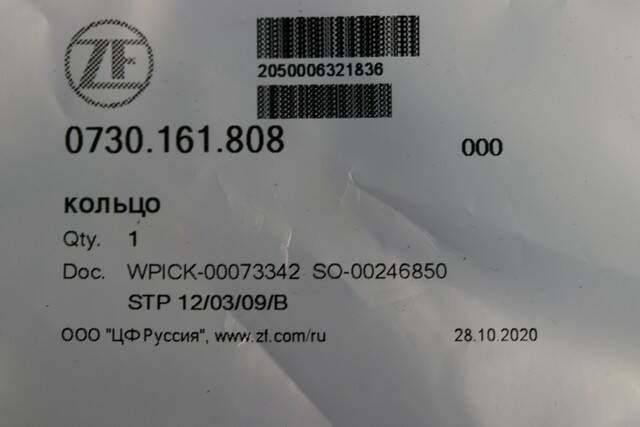 ZF
2050006321836
0730.161.808
000
кольцо
Qty. 1
Doc. WPICK-00073342 SO-00246850
STP 12/03/09/B
ООО "ЦФ Руссия", www.zf.com/ru 28.10.2020